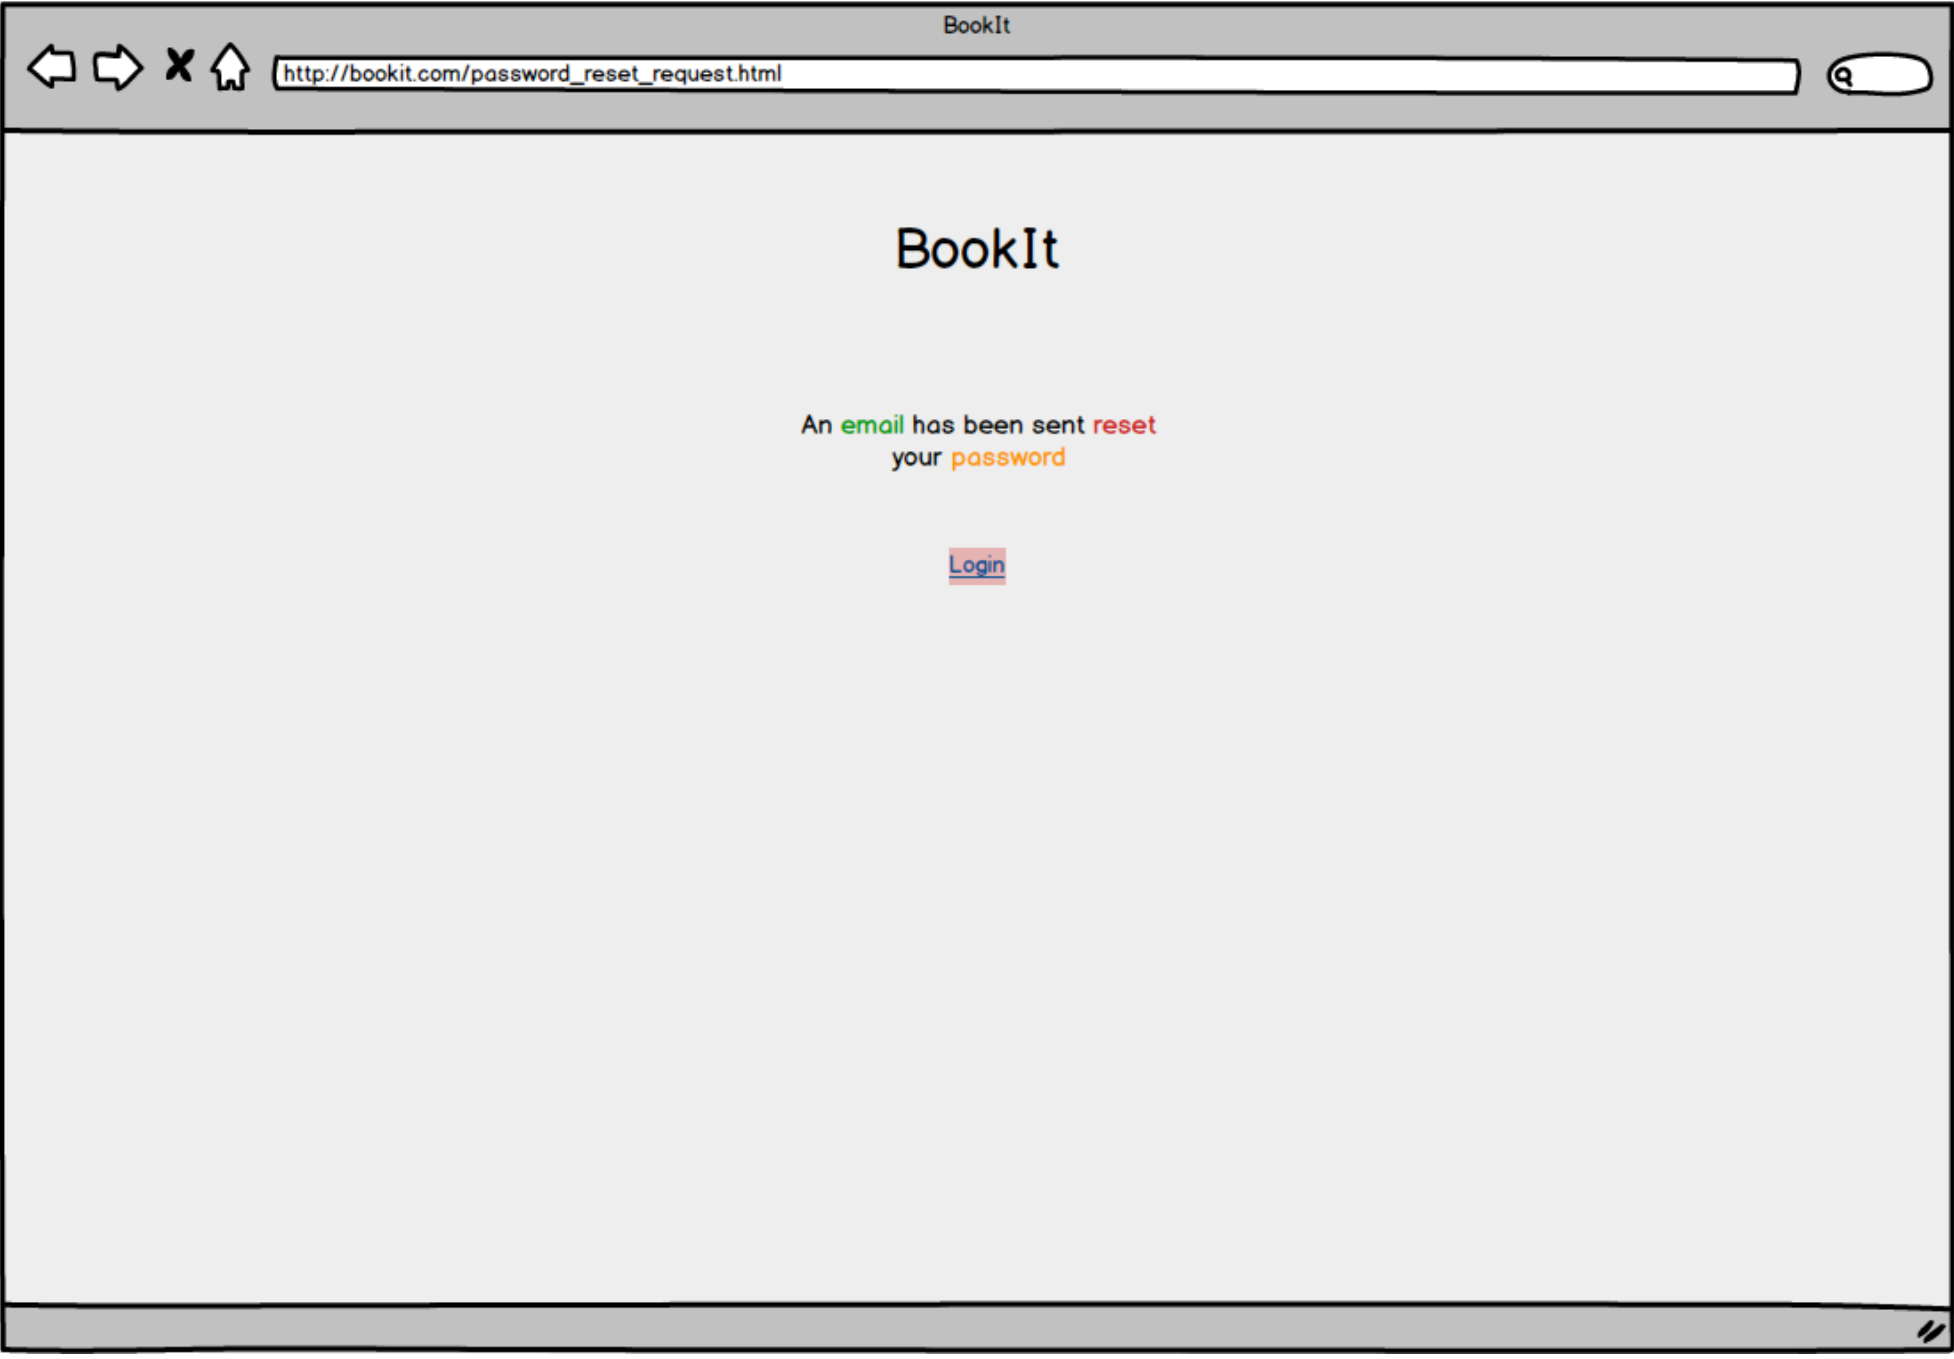 BookIt
http://bookit.com/password_reset_request.html
BookIt
An email has been sent reset
your password
Login